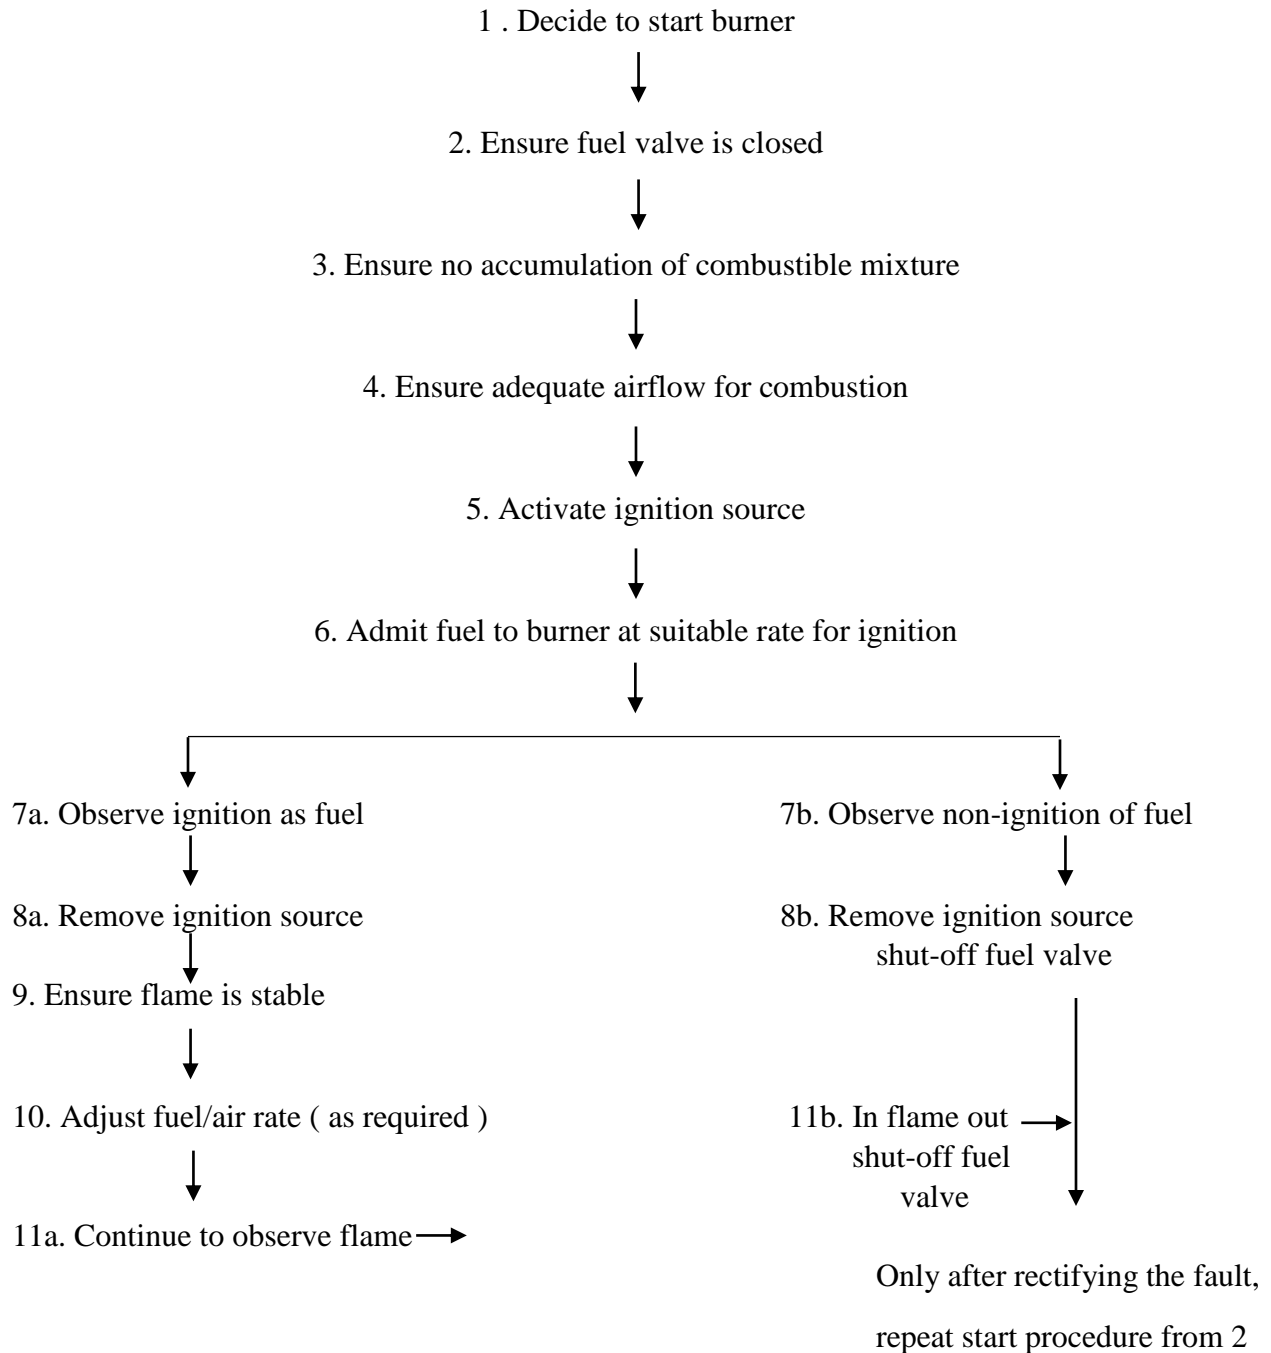 1 . Decide to start burner
2. Ensure fuel valve is closed
3. Ensure no accumulation of combustible mixture
4. Ensure adequate airflow for combustion
5. Activate ignition source
6. Admit fuel to burner at suitable rate for ignition
7a. Observe ignition as fuel
8a. Remove ignition source
9. Ensure flame is stable
10. Adjust fuel/air rate ( as required )
11a. Continue to observe flame
7b. Observe non-ignition of fuel
8b. Remove ignition source
shut-off fuel valve
11b. In flame out
shut-off fuel
valve
Only after rectifying the fault,
repeat start procedure from 2